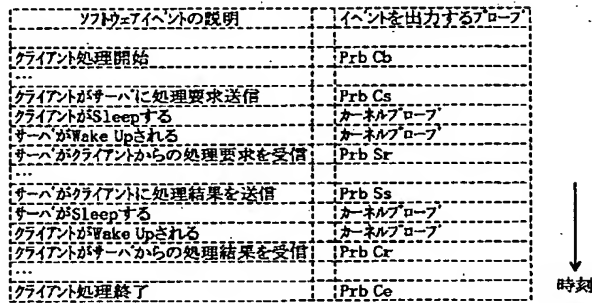 ソフトウェアイベントの説明 イベントを出力するプローブ
クライアント処理開始 Prb Cb
…
クライアントがサーバに処理要求送信 Prb Cs
クライアントがSleepする カーネルプローブ
サーバがWake Upされる カーネルプローブ
サーバがクライアントからの処理要求を受信 Prb Sr
…
サーバがクライアントに処理結果を送信 Prb Ss
サーバがSleepする カーネルプローブ
クライアントがWake Upされる カーネルプローブ
クライアントがサーバからの処理結果を受信 Prb Cr
…
クライアント処理終了 Prb Ce
時刻